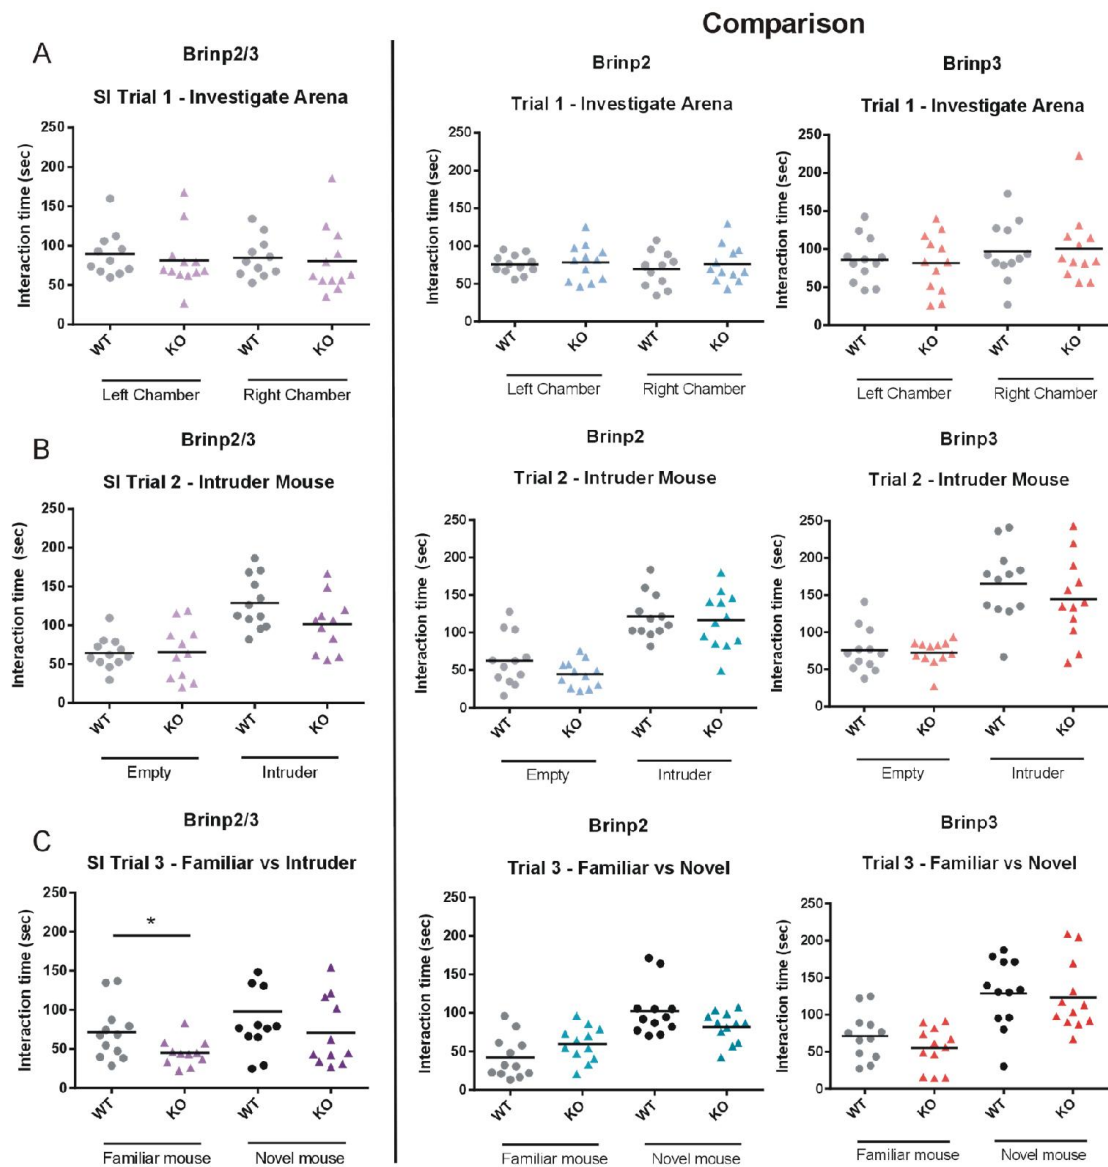 Comparison
A
Brinp2/3
SI Trial 1 - Investigate Arena
Interaction time (sec)
250
200
150
100
50
0
WT
KO
WT
KO
Left Chamber
Right Chamber
Brinp2
Trial 1 - Investigate Arena
Interaction time (sec)
250
200
150
100
50
0
WT
KO
WT
KO
Left Chamber
Right Chamber
Brinp3
Trial 1 - Investigate Arena
Interaction time (sec)
250
200
150
100
50
0
WT
KO
WT
KO
Left Chamber
Right Chamber
B
Brinp2/3
SI Trial 2 - Intruder Mouse
Interaction time (sec)
250
200
150
100
50
0
WT
KO
WT
KO
Empty
Intruder
Brinp2
Trial 2 - Intruder Mouse
Interaction time (sec)
250
200
150
100
50
0
WT
KO
WT
KO
Empty
Intruder
Brinp3
Trial 2 - Intruder Mouse
Interaction time (sec)
250
200
150
100
50
0
WT
KO
WT
KO
Empty
Intruder
C
Brinp2/3
SI Trial 3 - Familiar vs Intruder
Interaction time (sec)
250
200
150
100
50
0
*
WT
KO
WT
KO
Familiar mouse
Novel mouse
Brinp2
Trial 3 - Familiar vs Novel
Interaction time (sec)
250
200
150
100
50
0
WT
KO
WT
KO
Familiar mouse
Novel mouse
Brinp3
Trial 3 - Familiar vs Novel
Interaction time (sec)
250
200
150
100
50
0
WT
KO
WT
KO
Familiar mouse
Novel mouse